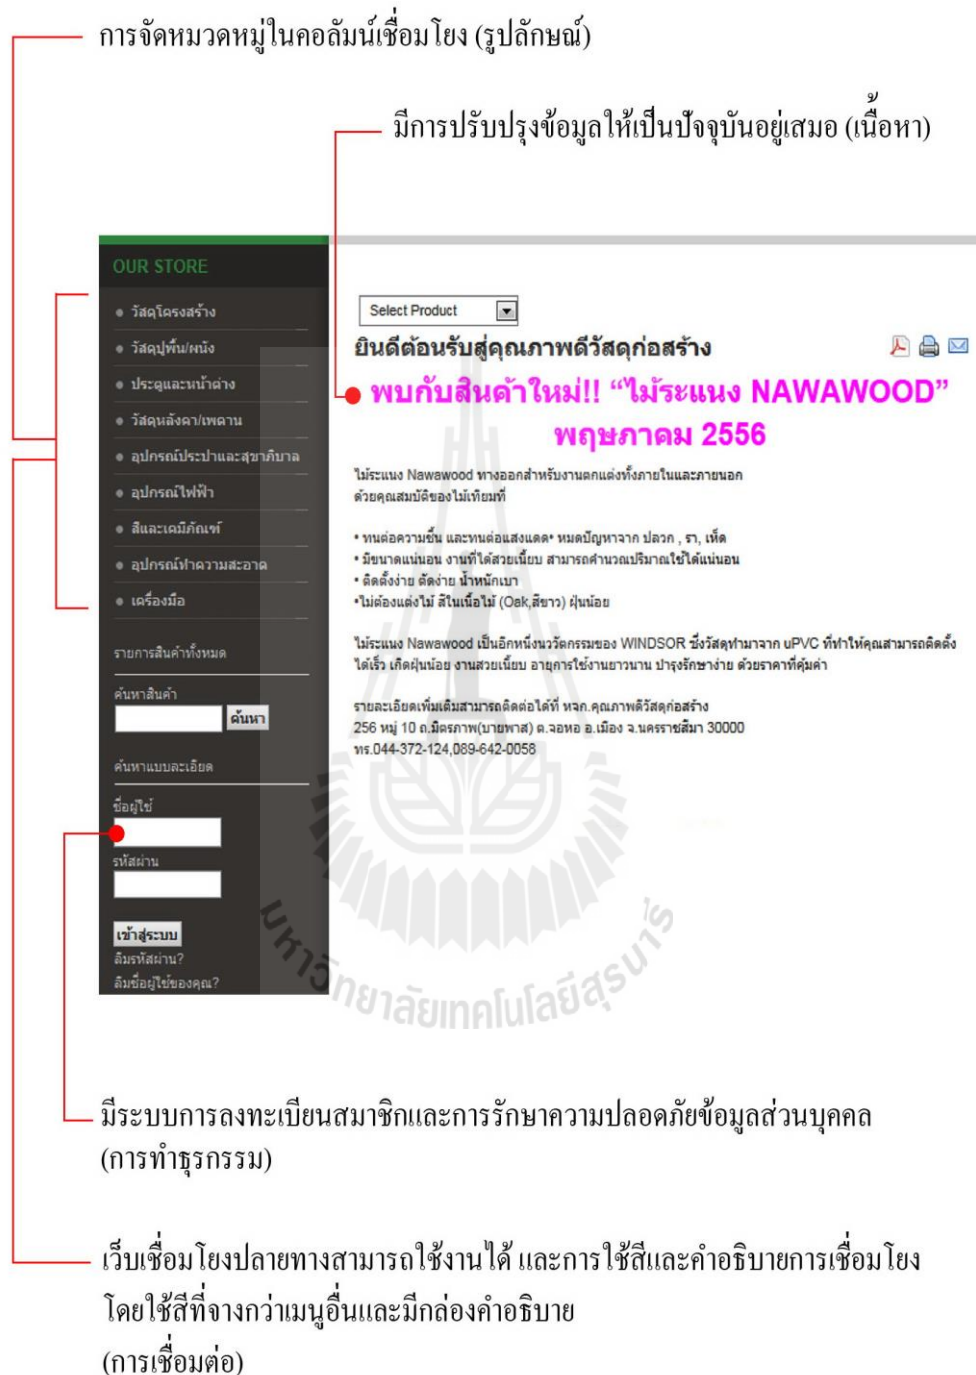 การจัดหมวดหมู่ในคอลัมน์เชื่อมโยง (รูปลักษณ์)
มีการปรับปรุงข้อมูลให้เป็นปัจจุบันอยู่เสมอ (เนื้อหา)
OUR STORE
วัสดุโครงสร้าง
วัสดุปูพื้น/ผนัง
ประตูและหน้าต่าง
วัสดุหลังคา/เพดาน
อุปกรณ์ประปาและสุขาภิบาล
อุปกรณ์ไฟฟ้า
สีและเคมีภัณฑ์
อุปกรณ์ทำความสะอาด
เครื่องมือ
รายการสินค้าทั้งหมด
ค้นหาสินค้า
ค้นหา
ค้นหาแบบละเอียด
ชื่อผู้ใช้
รหัสผ่าน
เข้าสู่ระบบ
ลืมรหัสผ่าน?
ลืมชื่อผู้ใช้ของคุณ?
Select Product
ยินดีต้อนรับสู่คุณภาพดีวัสดุก่อสร้าง
พบกับสินค้าใหม่!! “ไม้ระแนง NAWAWOOD”
พฤษภาคม 2556
ไม้ระแนง Nawawood ทางออกสำหรับงานตกแต่งทั้งภายในและภายนอก
ด้วยคุณสมบัติของไม้เทียมที่
• ทนต่อความชื้น และทนต่อแสงแดด• หมดปัญหาจาก ปลวก , รา, เห็ด
• มีขนาดแน่นอน งานที่ได้สวยเนี้ยบ สามารถคำนวณปริมาณใช้ได้แน่นอน
• ติดตั้งง่าย ตัดง่าย น้ำหนักเบา
•ไม่ต้องแต่งไม้ สีในเนื้อไม้ (Oak,สีขาว) ฝุ่นน้อย
ไม้ระแนง Nawawood เป็นอีกหนึ่งนวัตกรรมของ WINDSOR ซึ่งวัสดุทำมาจาก uPVC ที่ทำให้คุณสามารถติดตั้ง
ได้เร็ว เกิดฝุ่นน้อย งานสวยเนี้ยบ อายุการใช้งานยาวนาน บำรุงรักษาง่าย ด้วยราคาที่คุ้มค่า
รายละเอียดเพิ่มเติมสามารถติดต่อได้ที่ หจก.คุณภาพดีวัสดุก่อสร้าง
256 หมู่ 10 ถ.มิตรภาพ(บายพาส) ต.จอหอ อ.เมือง จ.นครราชสีมา 30000
ทร.044-372-124,089-642-0058
มหาวิทยาลัยเทคโนโลยีสุรนารี
มีระบบการลงทะเบียนสมาชิกและการรักษาความปลอดภัยข้อมูลส่วนบุคคล
(การทำธุรกรรม)
เว็บเชื่อมโยงปลายทางสามารถใช้งานได้ และการใช้สีและคำอธิบายการเชื่อมโยง
โดยใช้สีที่จางกว่าเมนูอื่นและมีกล่องคำอธิบาย
(การเชื่อมต่อ)